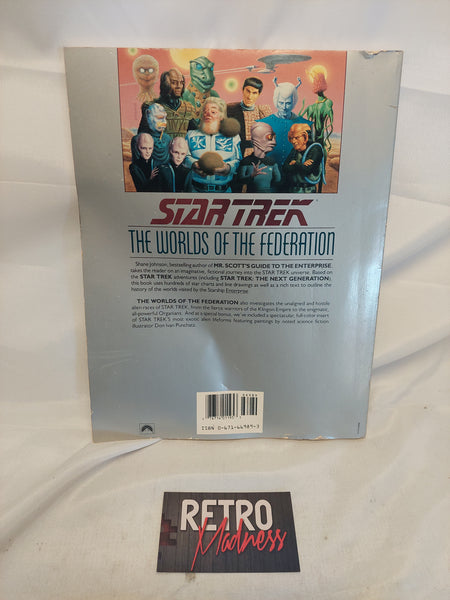 STAR TREK
THE WORLDS OF THE FEDERATION
Shane Johnson, bestselling author of MR. SCOTT'S GUIDE TO THE ENTERPRISE,
takes the reader on an imaginative, fictional journey into the STAR TREK universe. Based on
the STAR TREK adventures (including STAR TREK: THE NEXT GENERATION),
this book uses hundreds of star charts and line drawings as well as a rich text to outline the
history of the worlds visited by the Starship Enterprise.
THE WORLDS OF THE FEDERATION also investigates the unaligned and hostile
alien races of STAR TREK, from the fierce warriors of the Klingon Empire to the enigmatic,
all-powerful Organians. And as a special bonus, we've included a spectacular, full-color insert
of STAR TREK'S most exotic alien lifeforms featuring paintings by noted science fiction
illustrator Don Ivan Punchatz.
ISBN 0-671-66989-3
RETRO
Madness